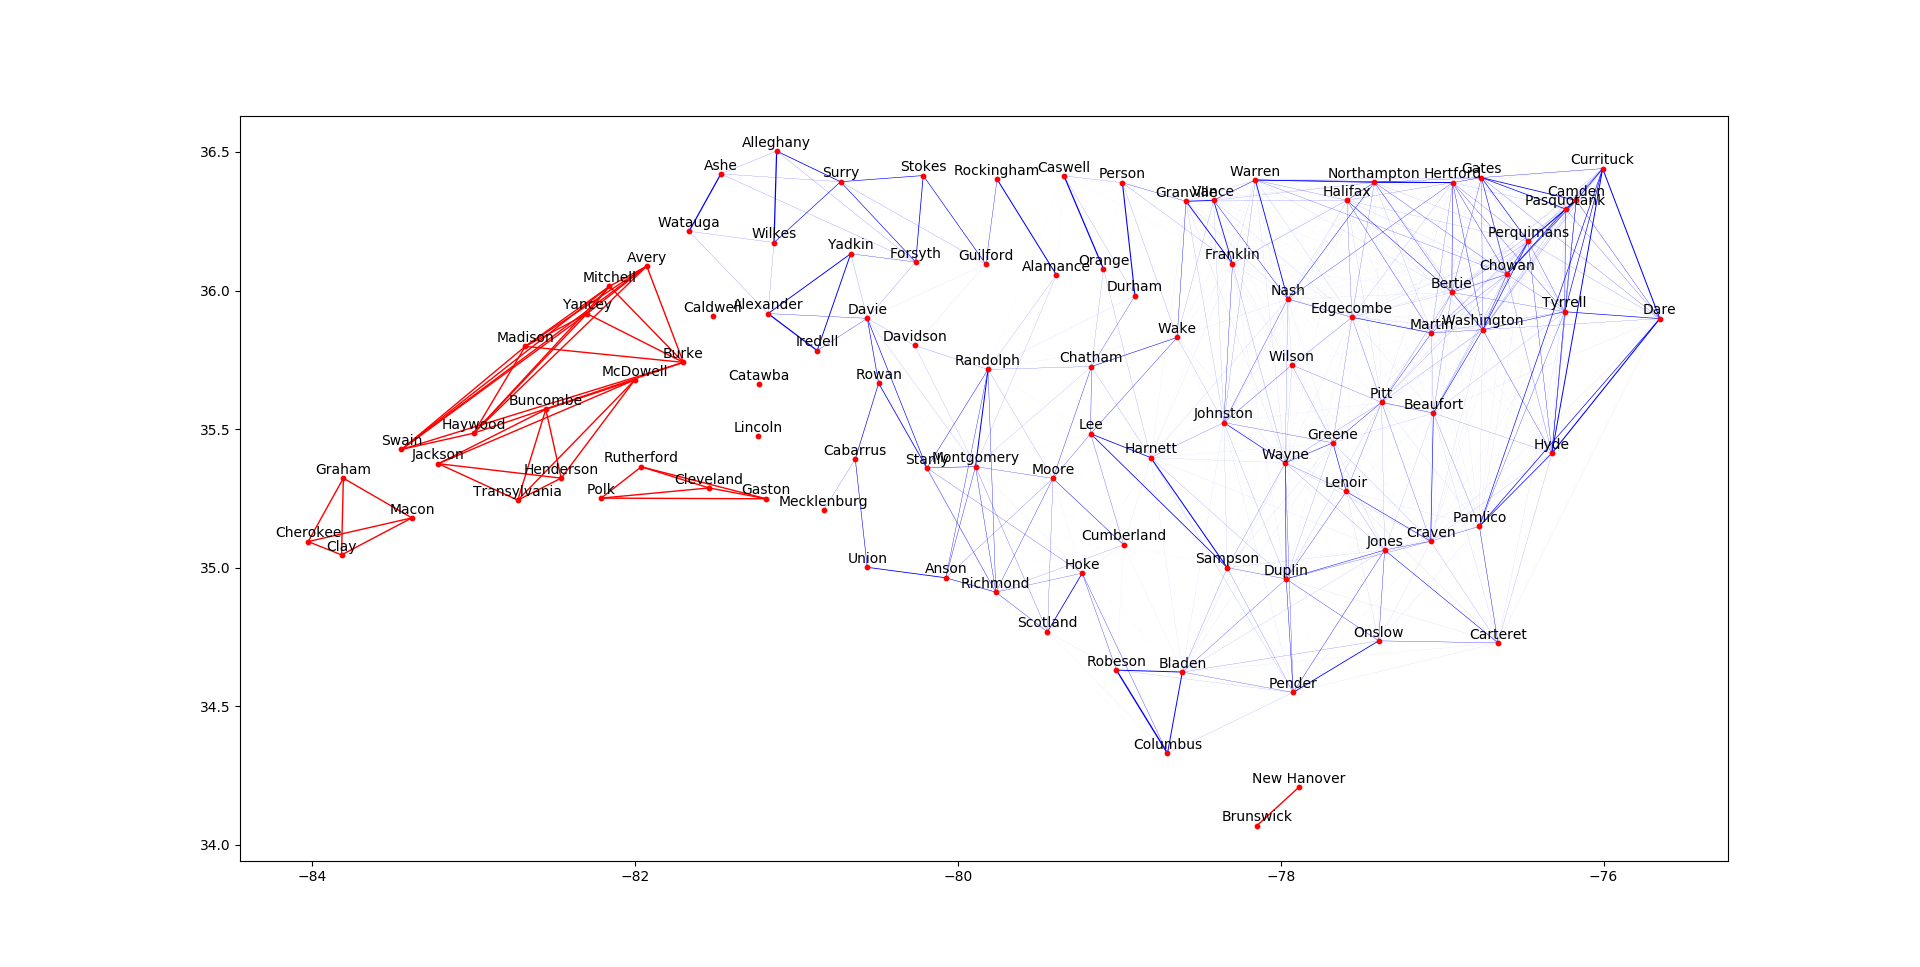 36.5
36.0
35.5
35.0
34.5
34.0
−84
−82
−80
−78
−76
Alleghany
Ashe
Surry
Stokes
Rockingham
Caswell
Person
Granville
Vance
Warren
Northampton
Halifax
Hertford
Gates
Currituck
Camden
Pasquotank
Perquimans
Chowan
Watauga
Wilkes
Yadkin
Forsyth
Guilford
Alamance
Orange
Durham
Franklin
Nash
Edgecombe
Bertie
Martin
Washington
Tyrrell
Dare
Avery
Mitchell
Yancey
Madison
Burke
McDowell
Buncombe
Haywood
Swain
Jackson
Henderson
Transylvania
Graham
Macon
Cherokee
Clay
Rutherford
Cleveland
Polk
Gaston
Caldwell
Alexander
Iredell
Catawba
Lincoln
Mecklenburg
Davie
Davidson
Rowan
Cabarrus
Stanly
Montgomery
Randolph
Chatham
Wake
Lee
Harnett
Moore
Johnston
Wilson
Wayne
Greene
Pitt
Beaufort
Hyde
Lenoir
Pamlico
Craven
Jones
Union
Anson
Richmond
Hoke
Cumberland
Scotland
Sampson
Duplin
Onslow
Carteret
Robeson
Bladen
Pender
Columbus
New Hanover
Brunswick